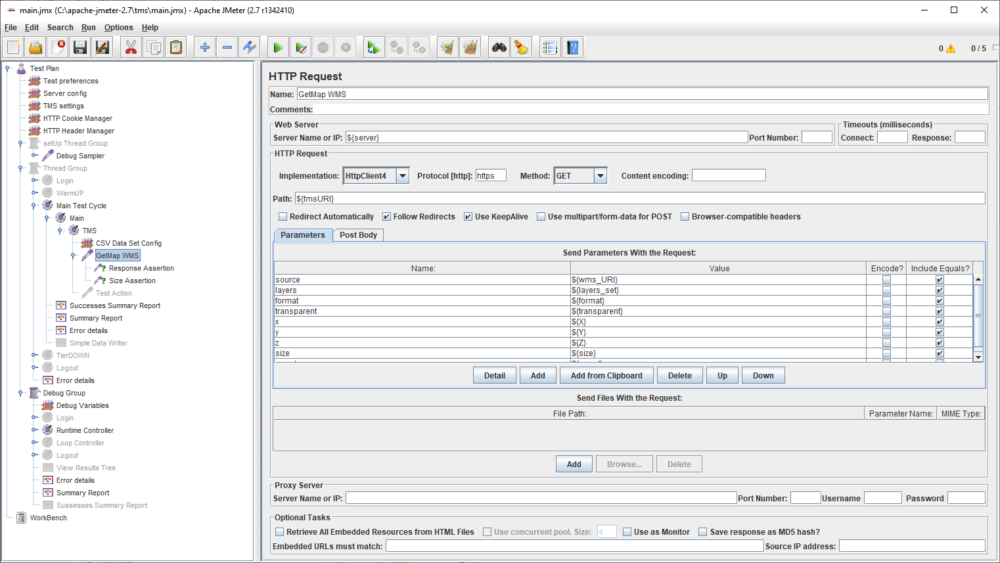 main.jmx (C:\apache-jmeter-2.7\tms\main.jmx) - Apache JMeter (2.7 r1342410)
File Edit Search Run Options Help
0 0 / 5
Test Plan
Test preferences
Server config
TMS settings
HTTP Cookie Manager
HTTP Header Manager
setUp Thread Group
Debug Sampler
Thread Group
Login
WarmUP
Main Test Cycle
Main
TMS
CSV Data Set Config
GetMap WMS
Response Assertion
Size Assertion
Test Action
Successes Summary Report
Summary Report
Error details
Simple Data Writer
TierDOWN
Logout
Error details
Debug Group
Debug Variables
Login
Runtime Controller
Loop Controller
Logout
View Results Tree
Error details
Summary Report
Sussesses Summary Report
WorkBench
HTTP Request
Name: GetMap WMS
Comments:
Web Server
Server Name or IP: ${server} Port Number:
Timeouts (milliseconds)
Connect: Response:
HTTP Request
Implementation: HttpClient4 Protocol [http]: https Method: GET Content encoding:
Path: ${tmsURI}
Redirect Automatically Follow Redirects Use KeepAlive Use multipart/form-data for POST Browser-compatible headers
Parameters Post Body
Send Parameters With the Request:
Name: Value Encode? Include Equals?
source ${wms_URI}
layers ${layers_set}
format ${format}
transparent ${transparent}
x ${X}
y ${Y}
z ${Z}
size ${size}
Detail Add Add from Clipboard Delete Up Down
Send Files With the Request:
File Path: Parameter Name: MIME Type:
Add Browse... Delete
Proxy Server
Server Name or IP: Port Number: Username Password
Optional Tasks
Retrieve All Embedded Resources from HTML Files Use concurrent pool. Size: 4 Use as Monitor Save response as MD5 hash?
Embedded URLs must match: Source IP address: